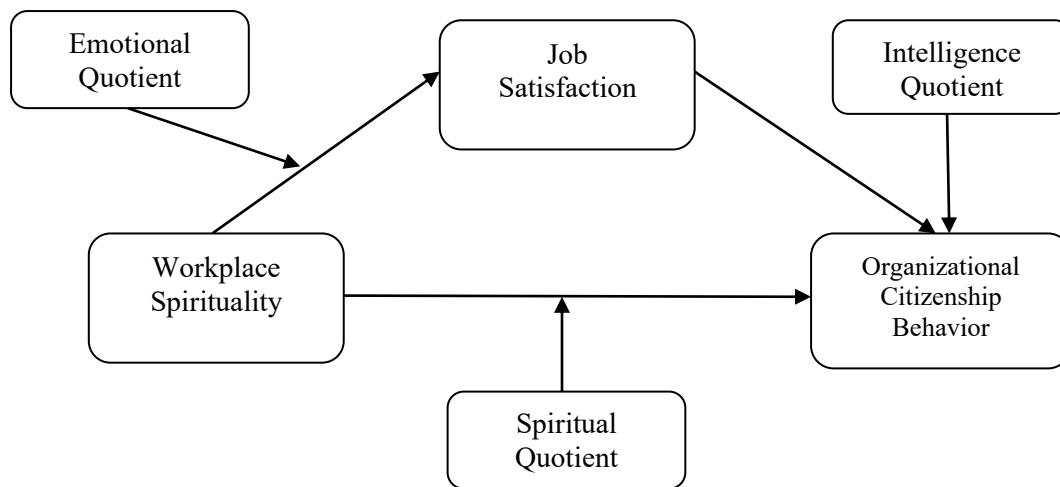 Emotional
Quotient
Job
Satisfaction
Intelligence
Quotient
Workplace
Spirituality
Organizational
Citizenship
Behavior
Spiritual
Quotient